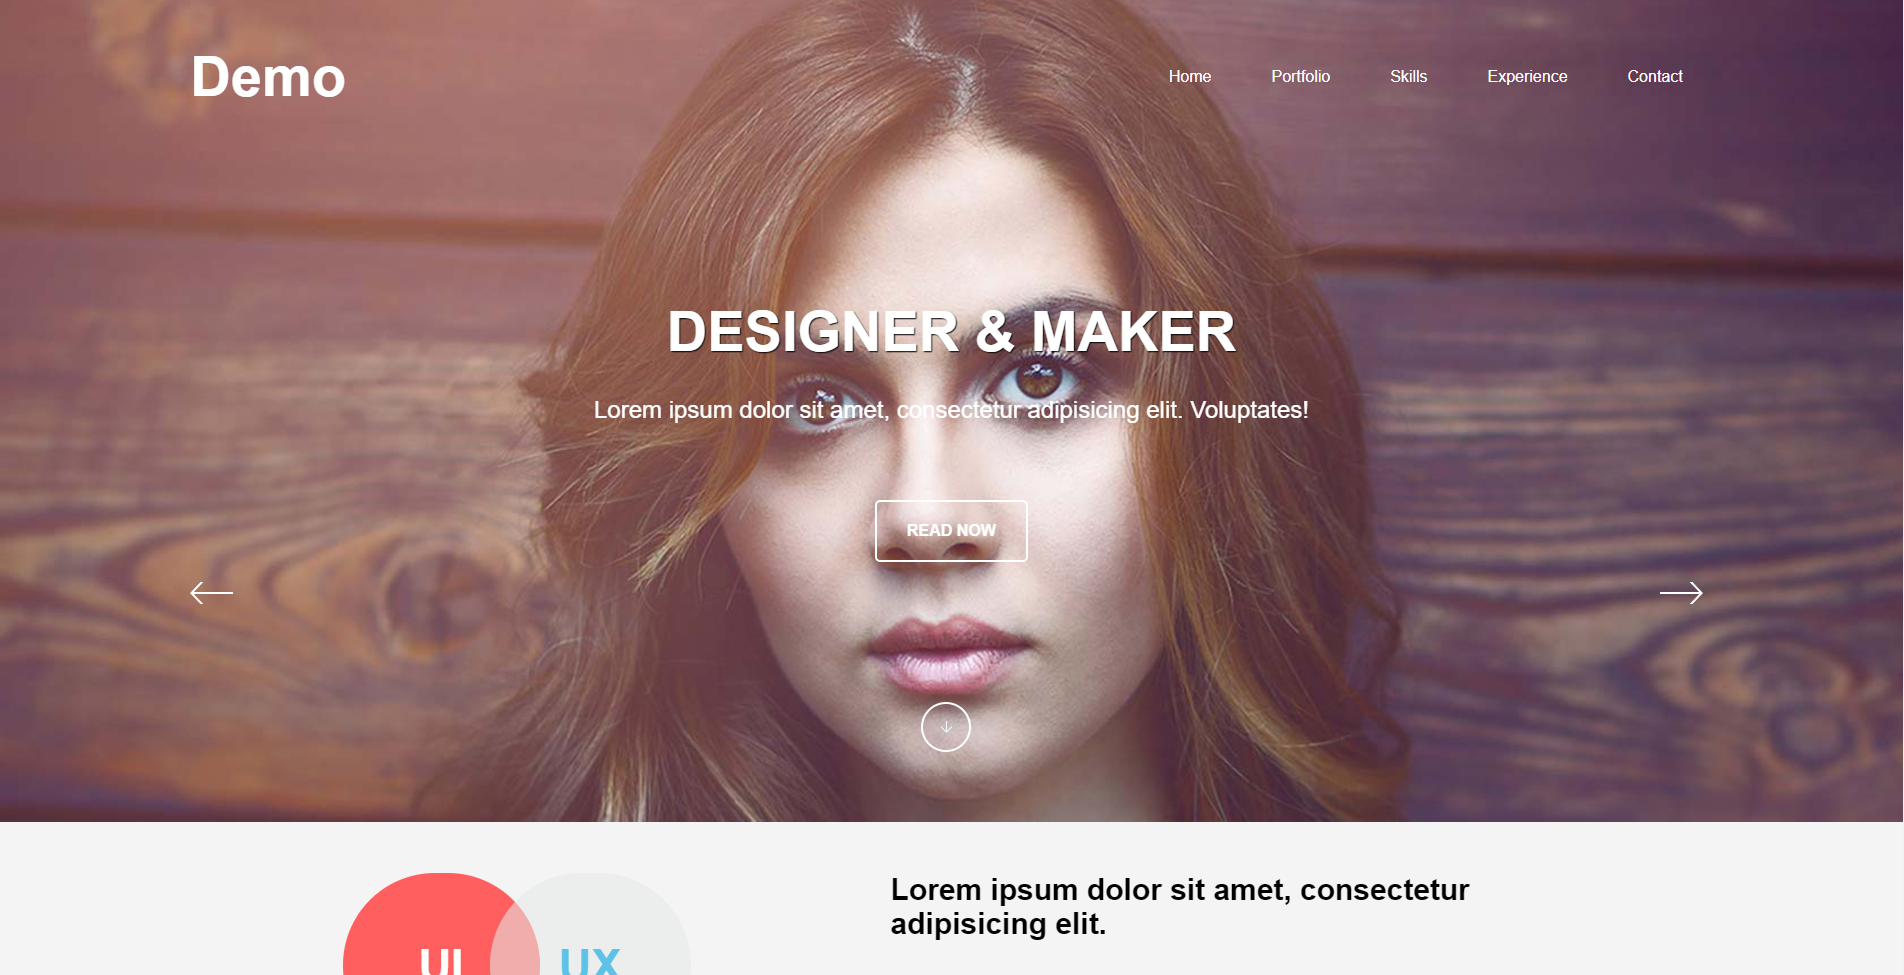 Demo
Home Portfolio Skills Experience Contact
DESIGNER & MAKER
Lorem ipsum dolor sit amet, consectetur adipisicing elit. Voluptates!
READ NOW
Lorem ipsum dolor sit amet, consectetur
adipisicing elit.
UI UX